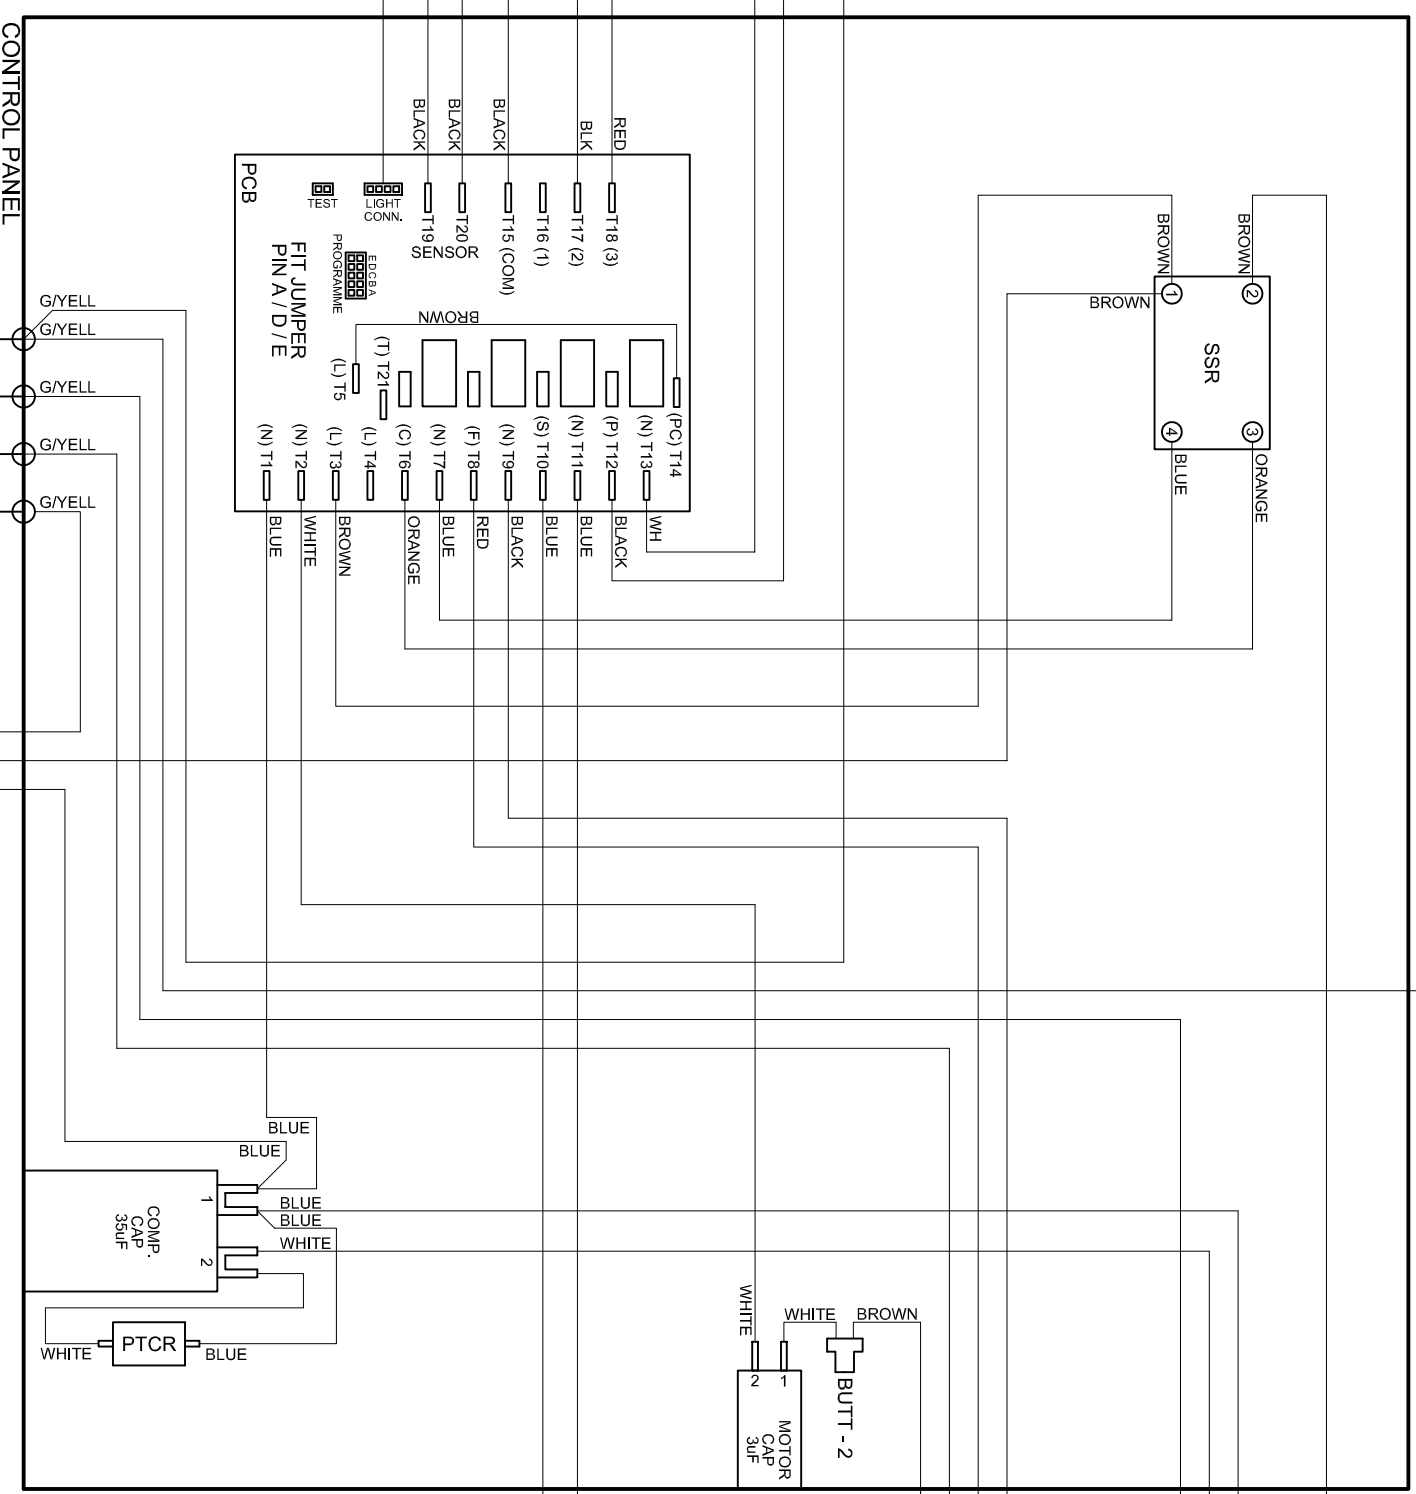 CONTROL PANEL
BLACK
BLACK
BLACK
BLK
RED
PCB
TEST
LIGHT
CONN.
T19
T20
SENSOR
T15 (COM)
T16 (1)
T17 (2)
T18 (3)
PROGRAMME
EDCBA
FIT JUMPER
PIN A / D / E
BROWN
(L) T5
(T) T21
(N) T1
(N) T2
(L) T3
(L) T4
(C) T6
(N) T7
(F) T8
(N) T9
(S) T10
(N) T11
(P) T12
(N) T13
(PC) T14
BLUE
WHITE
BROWN
ORANGE
BLUE
RED
BLACK
BLUE
BLUE
BLACK
WH
BROWN
BROWN
BROWN
1
2
SSR
4
3
BLUE
ORANGE
G/YELL
G/YELL
G/YELL
G/YELL
G/YELL
BLUE
BLUE
BLUE
BLUE
WHITE
1
2
COMP.
CAP
35uF
WHITE
PTCR
BLUE
WHITE
WHITE
BROWN
2
1
MOTOR
CAP
3uF
BUTT - 2